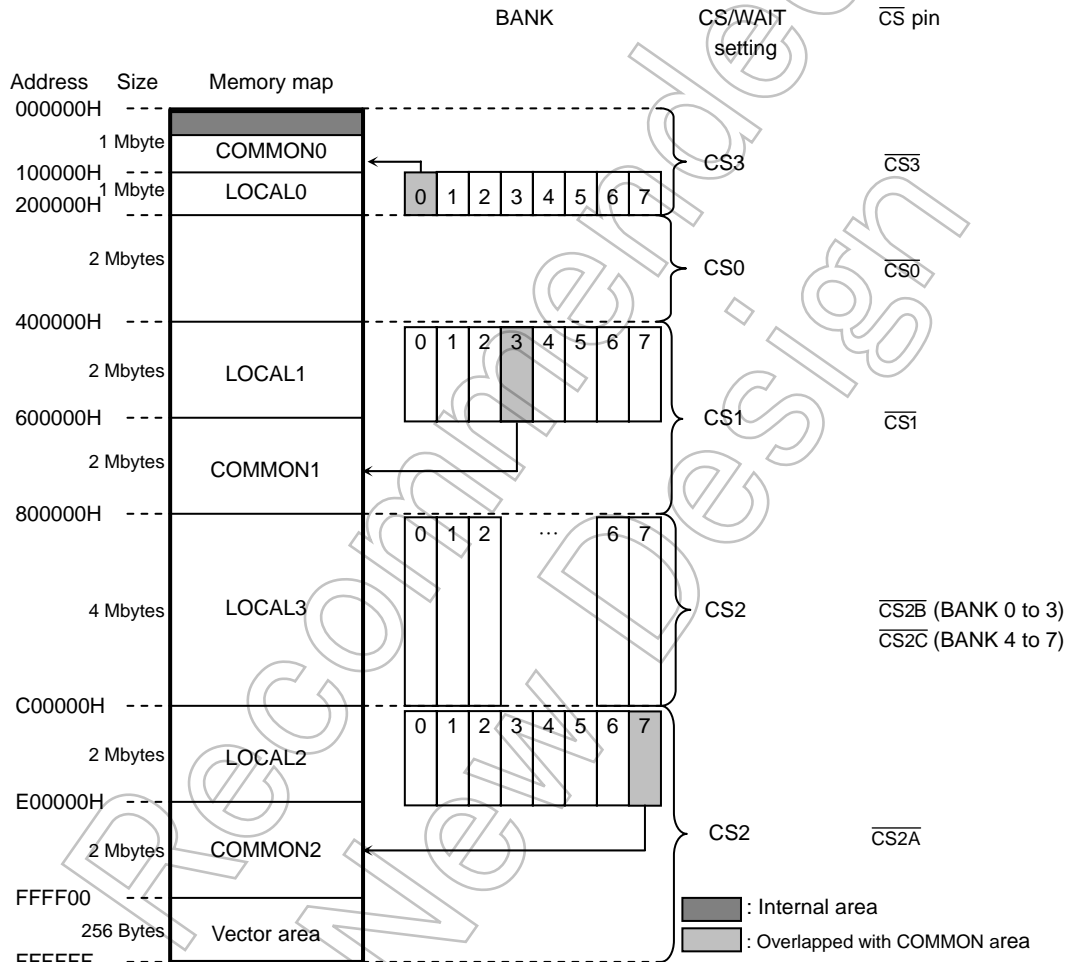 BANK CS/WAIT setting CS pin
Address Size Memory map
000000H
1 Mbyte COMMON0 CS3 CS3
100000H
1 Mbyte LOCAL0 0 1 2 3 4 5 6 7
200000H
2 Mbytes CS0 CS0
400000H
0 1 2 3 4 5 6 7
2 Mbytes LOCAL1
600000H CS1 CS1
2 Mbytes COMMON1
800000H
0 1 2 ... 6 7
4 Mbytes LOCAL3 CS2 CS2B (BANK 0 to 3)
CS2C (BANK 4 to 7)
C00000H
0 1 2 3 4 5 6 7
2 Mbytes LOCAL2
E00000H
CS2 CS2A
2 Mbytes COMMON2
FFFF00
: Internal area
256 Bytes Vector area
: Overlapped with COMMON area
FFFFFF
Recommended
New Design